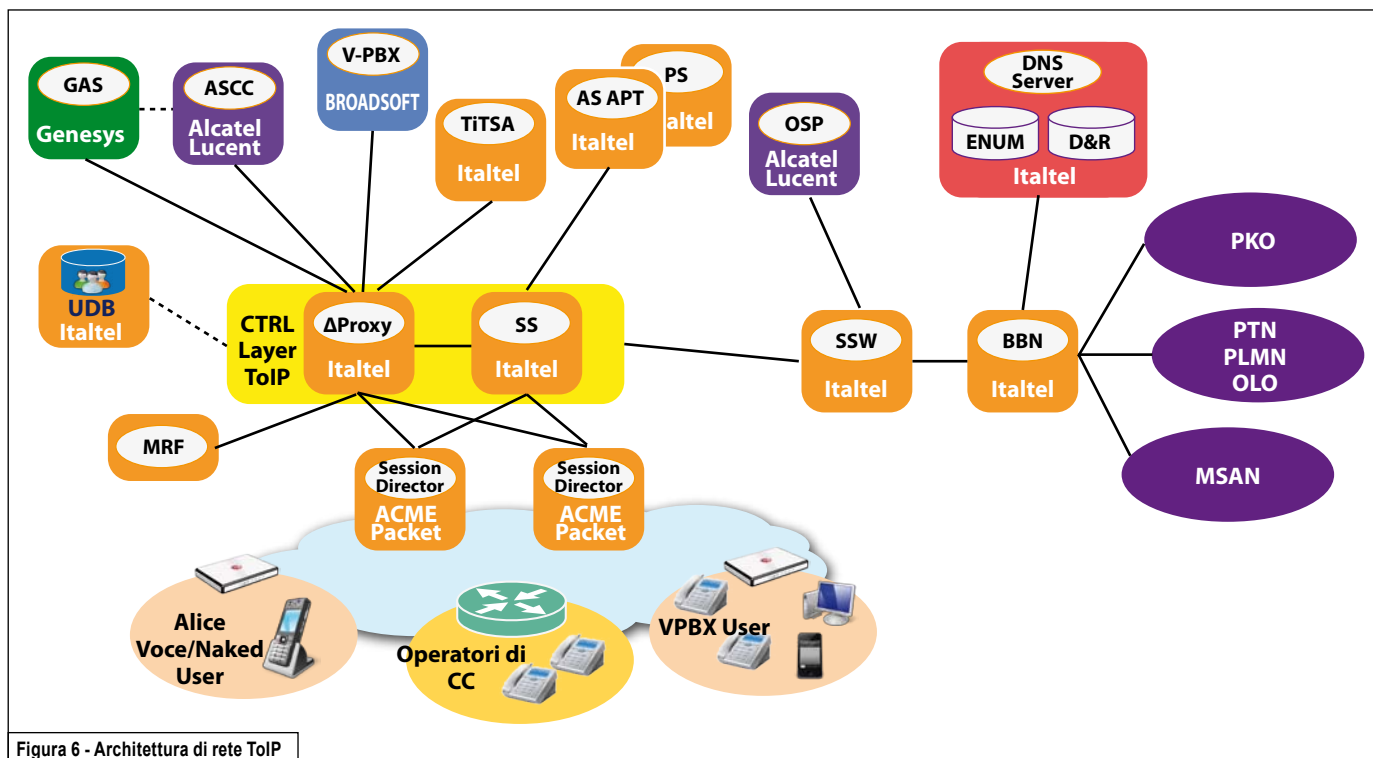 GAS
Genesys
ASCC
Alcatel
Lucent
V-PBX
BROADSOFT
TiTSA
Italtel
AS APT
Italtel
PS
taltel
OSP
Alcatel
Lucent
DNS
Server
ENUM
D&R
Italtel
UDB
Italtel
CTRL
Layer
ToIP
ΔProxy
Italtel
SS
Italtel
SSW
Italtel
BBN
Italtel
PKO
PTN
PLMN
OLO
MSAN
MRF
Session
Director
ACME
Packet
Session
Director
ACME
Packet
Alice
Voce/Naked
User
Operatori di
CC
VPBX User
Figura 6 - Architettura di rete ToIP